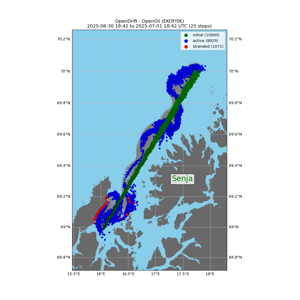 OpenDrift - OpenOil (EKOFISK)
2025-06-30 18:42 to 2025-07-01 18:42 UTC (25 steps)
initial (10000)
active (8929)
stranded (1071)
70.2°N 70.2°N
70°N 70°N
69.8°N 69.8°N
69.6°N 69.6°N
69.4°N 69.4°N
Senja
69.2°N 69.2°N
69°N 69°N
68.8°N 68.8°N
15.5°E 16°E 16.5°E 17°E 17.5°E 18°E